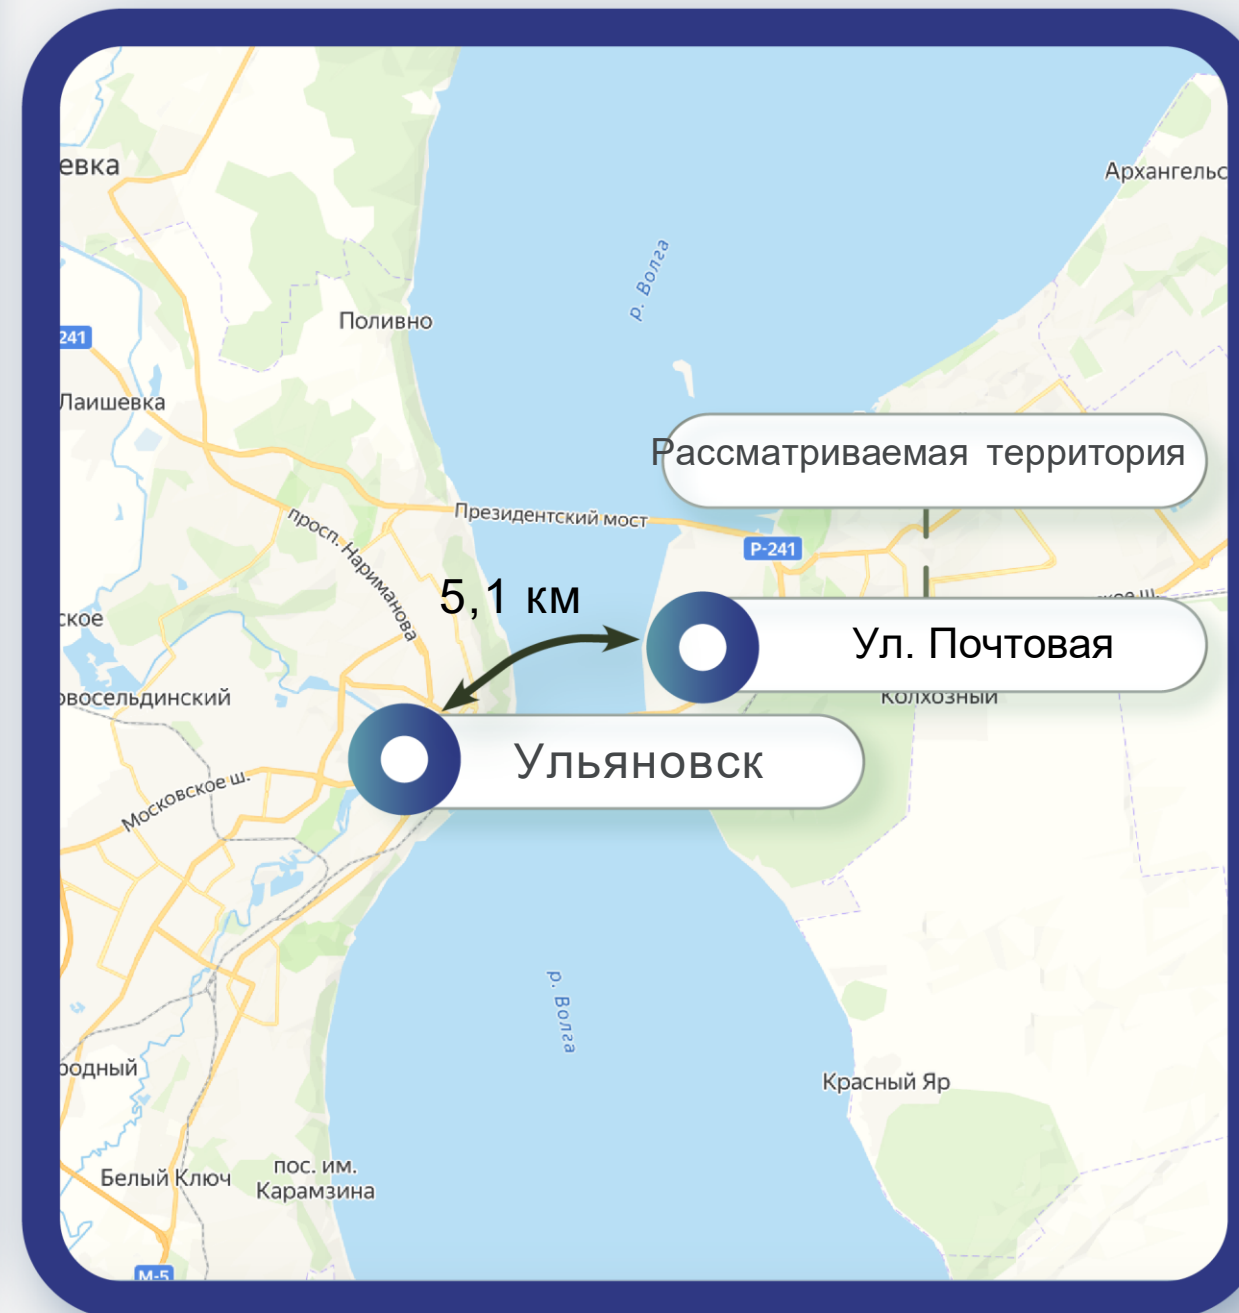 евка
Архангельс
р. Волга
Поливно
241
Лаишевка
Рассматриваемая территория
Президентский мост
просп. Нариманова
Р-241
5,1 км
ское
Ул. Почтовая
овосельдинский
Колхозный
Ульяновск
Московское ш.
р. Волга
родный
Красный Яр
Белый Ключ
пос. им.
Карамзина
М-5